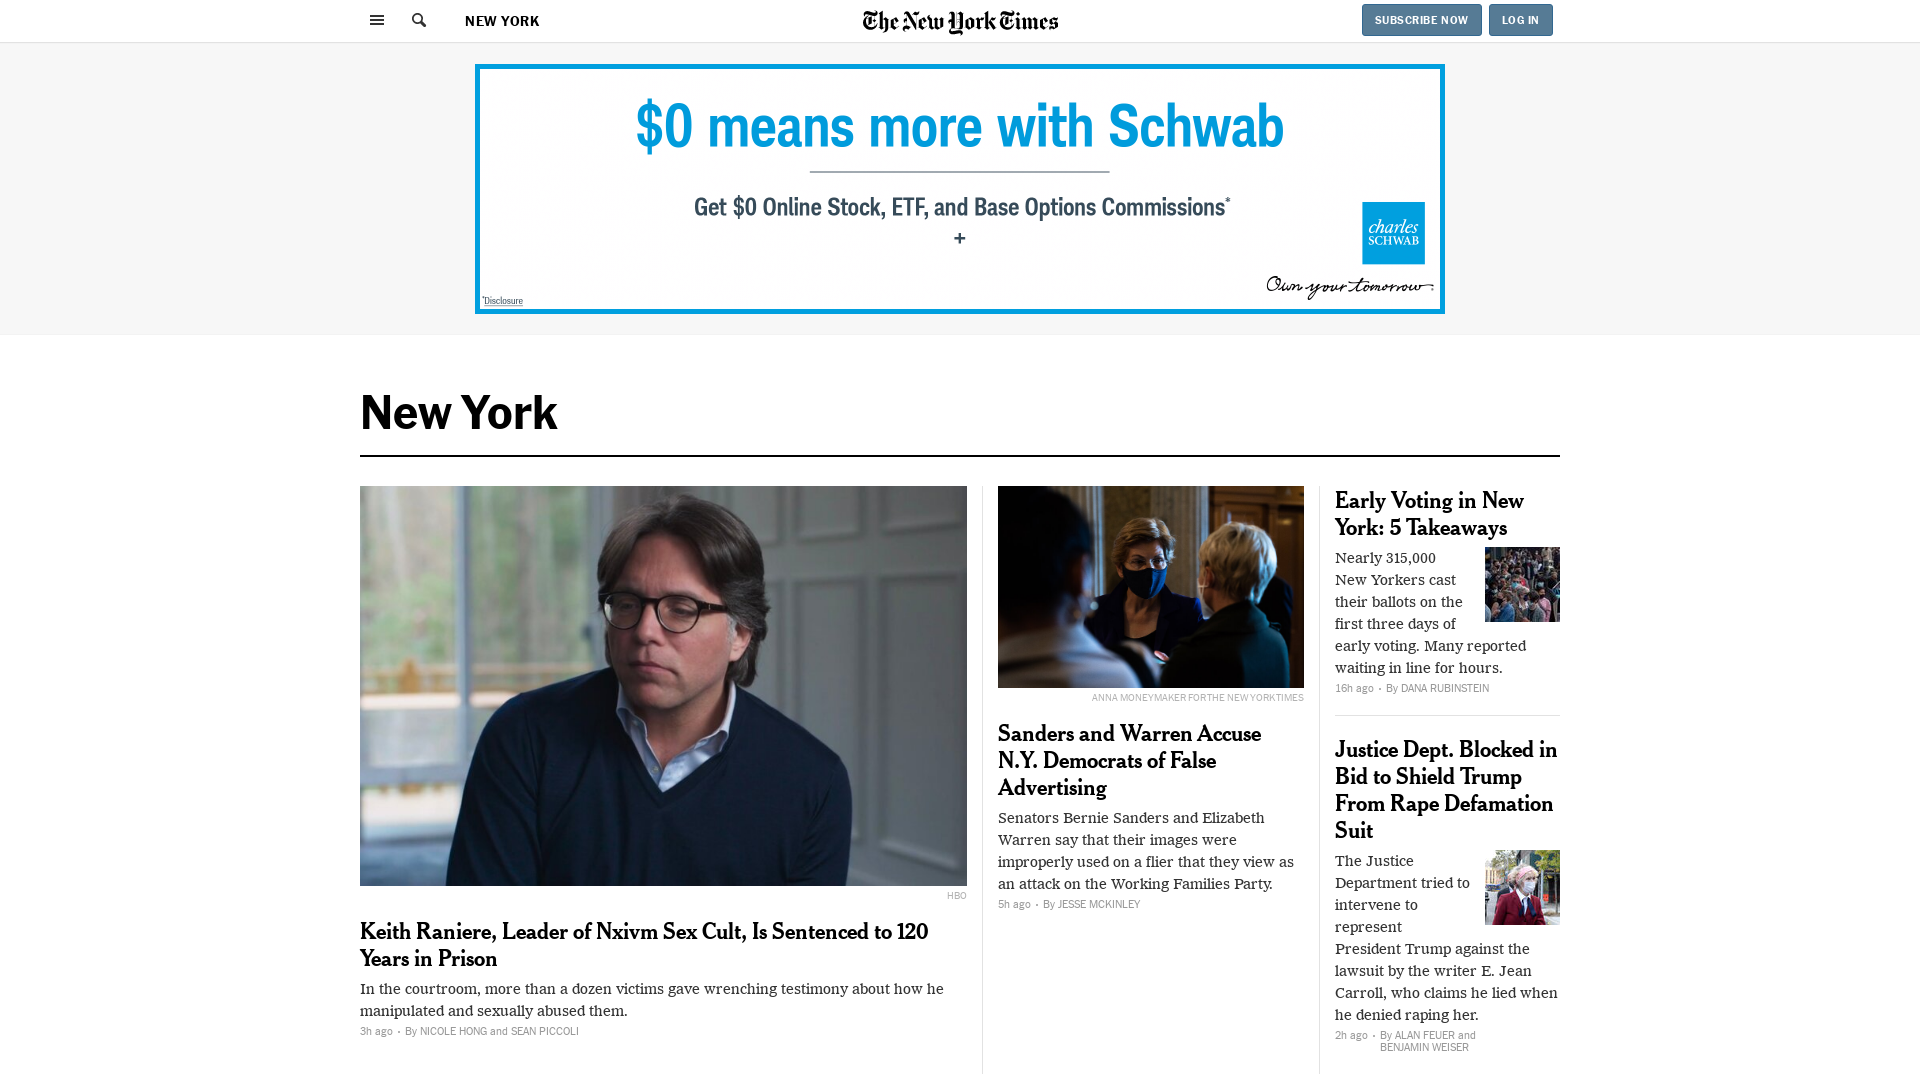 NEW YORK
The New York Times
SUBSCRIBE NOW
LOG IN
$0 means more with Schwab
Get $0 Online Stock, ETF, and Base Options Commissions*
+
charles
SCHWAB
Own your tomorrow.
*Disclosure
New York
HBO
Keith Raniere, Leader of Nxivm Sex Cult, Is Sentenced to 120
Years in Prison
In the courtroom, more than a dozen victims gave wrenching testimony about how he
manipulated and sexually abused them.
3h ago • By NICOLE HONG and SEAN PICCOLI
ANNA MONEYMAKER FOR THE NEW YORK TIMES
Sanders and Warren Accuse
N.Y. Democrats of False
Advertising
Senators Bernie Sanders and Elizabeth
Warren say that their images were
improperly used on a flier that they view as
an attack on the Working Families Party.
5h ago • By JESSE MCKINLEY
Early Voting in New
York: 5 Takeaways
Nearly 315,000
New Yorkers cast
their ballots on the
first three days of
early voting. Many reported
waiting in line for hours.
16h ago • By DANA RUBINSTEIN
Justice Dept. Blocked in
Bid to Shield Trump
From Rape Defamation
Suit
The Justice
Department tried to
intervene to
represent
President Trump against the
lawsuit by the writer E. Jean
Carroll, who claims he lied when
he denied raping her.
2h ago • By ALAN FEUER and
BENJAMIN WEISER